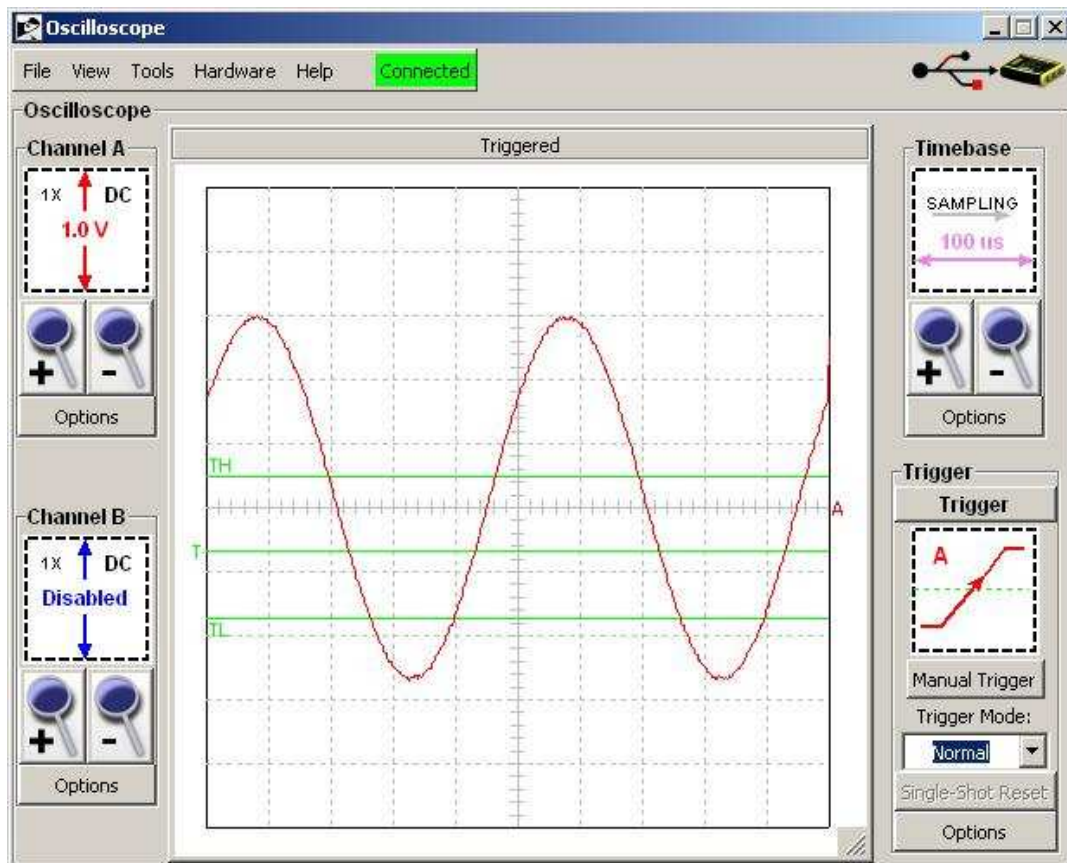 Oscilloscope
File View Tools Hardware Help Connected
Oscilloscope
Channel A
1X DC
1.0 V
+ -
Options
Channel B
1X DC
Disabled
+ -
Options
Triggered
TH
A
T
TL
Timebase
SAMPLING
100 us
+ -
Options
Trigger
Trigger
A
Manual Trigger
Trigger Mode:
Normal
Single-Shot Reset
Options